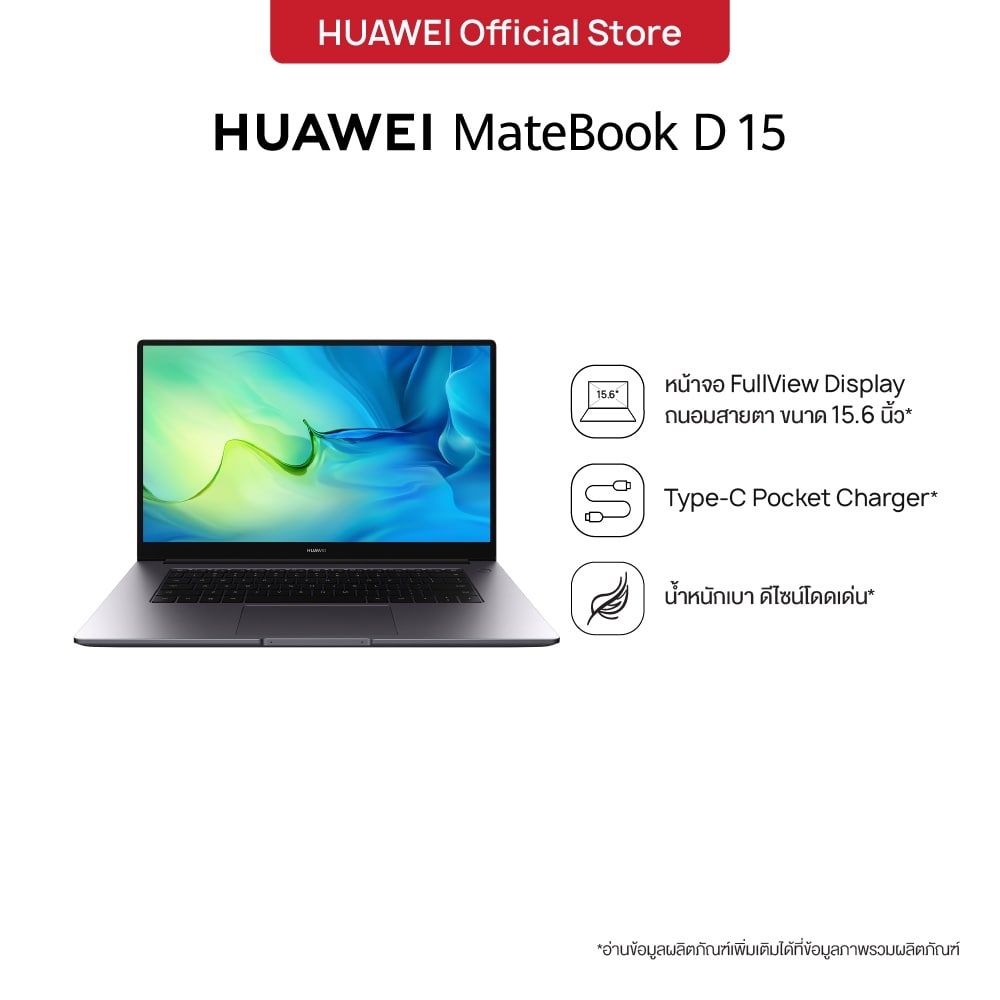 HUAWEI Official Store
HUAWEI MateBook D 15
15.6"
หน้าจอ FullView Display
ถนอมสายตา ขนาด 15.6 นิ้ว*
Type-C Pocket Charger*
น้ำหนักเบา ดีไซน์โดดเด่น*
HUAWEI
*อ่านข้อมูลผลิตภัณฑ์เพิ่มเติมได้ที่ข้อมูลภาพรวมผลิตภัณฑ์